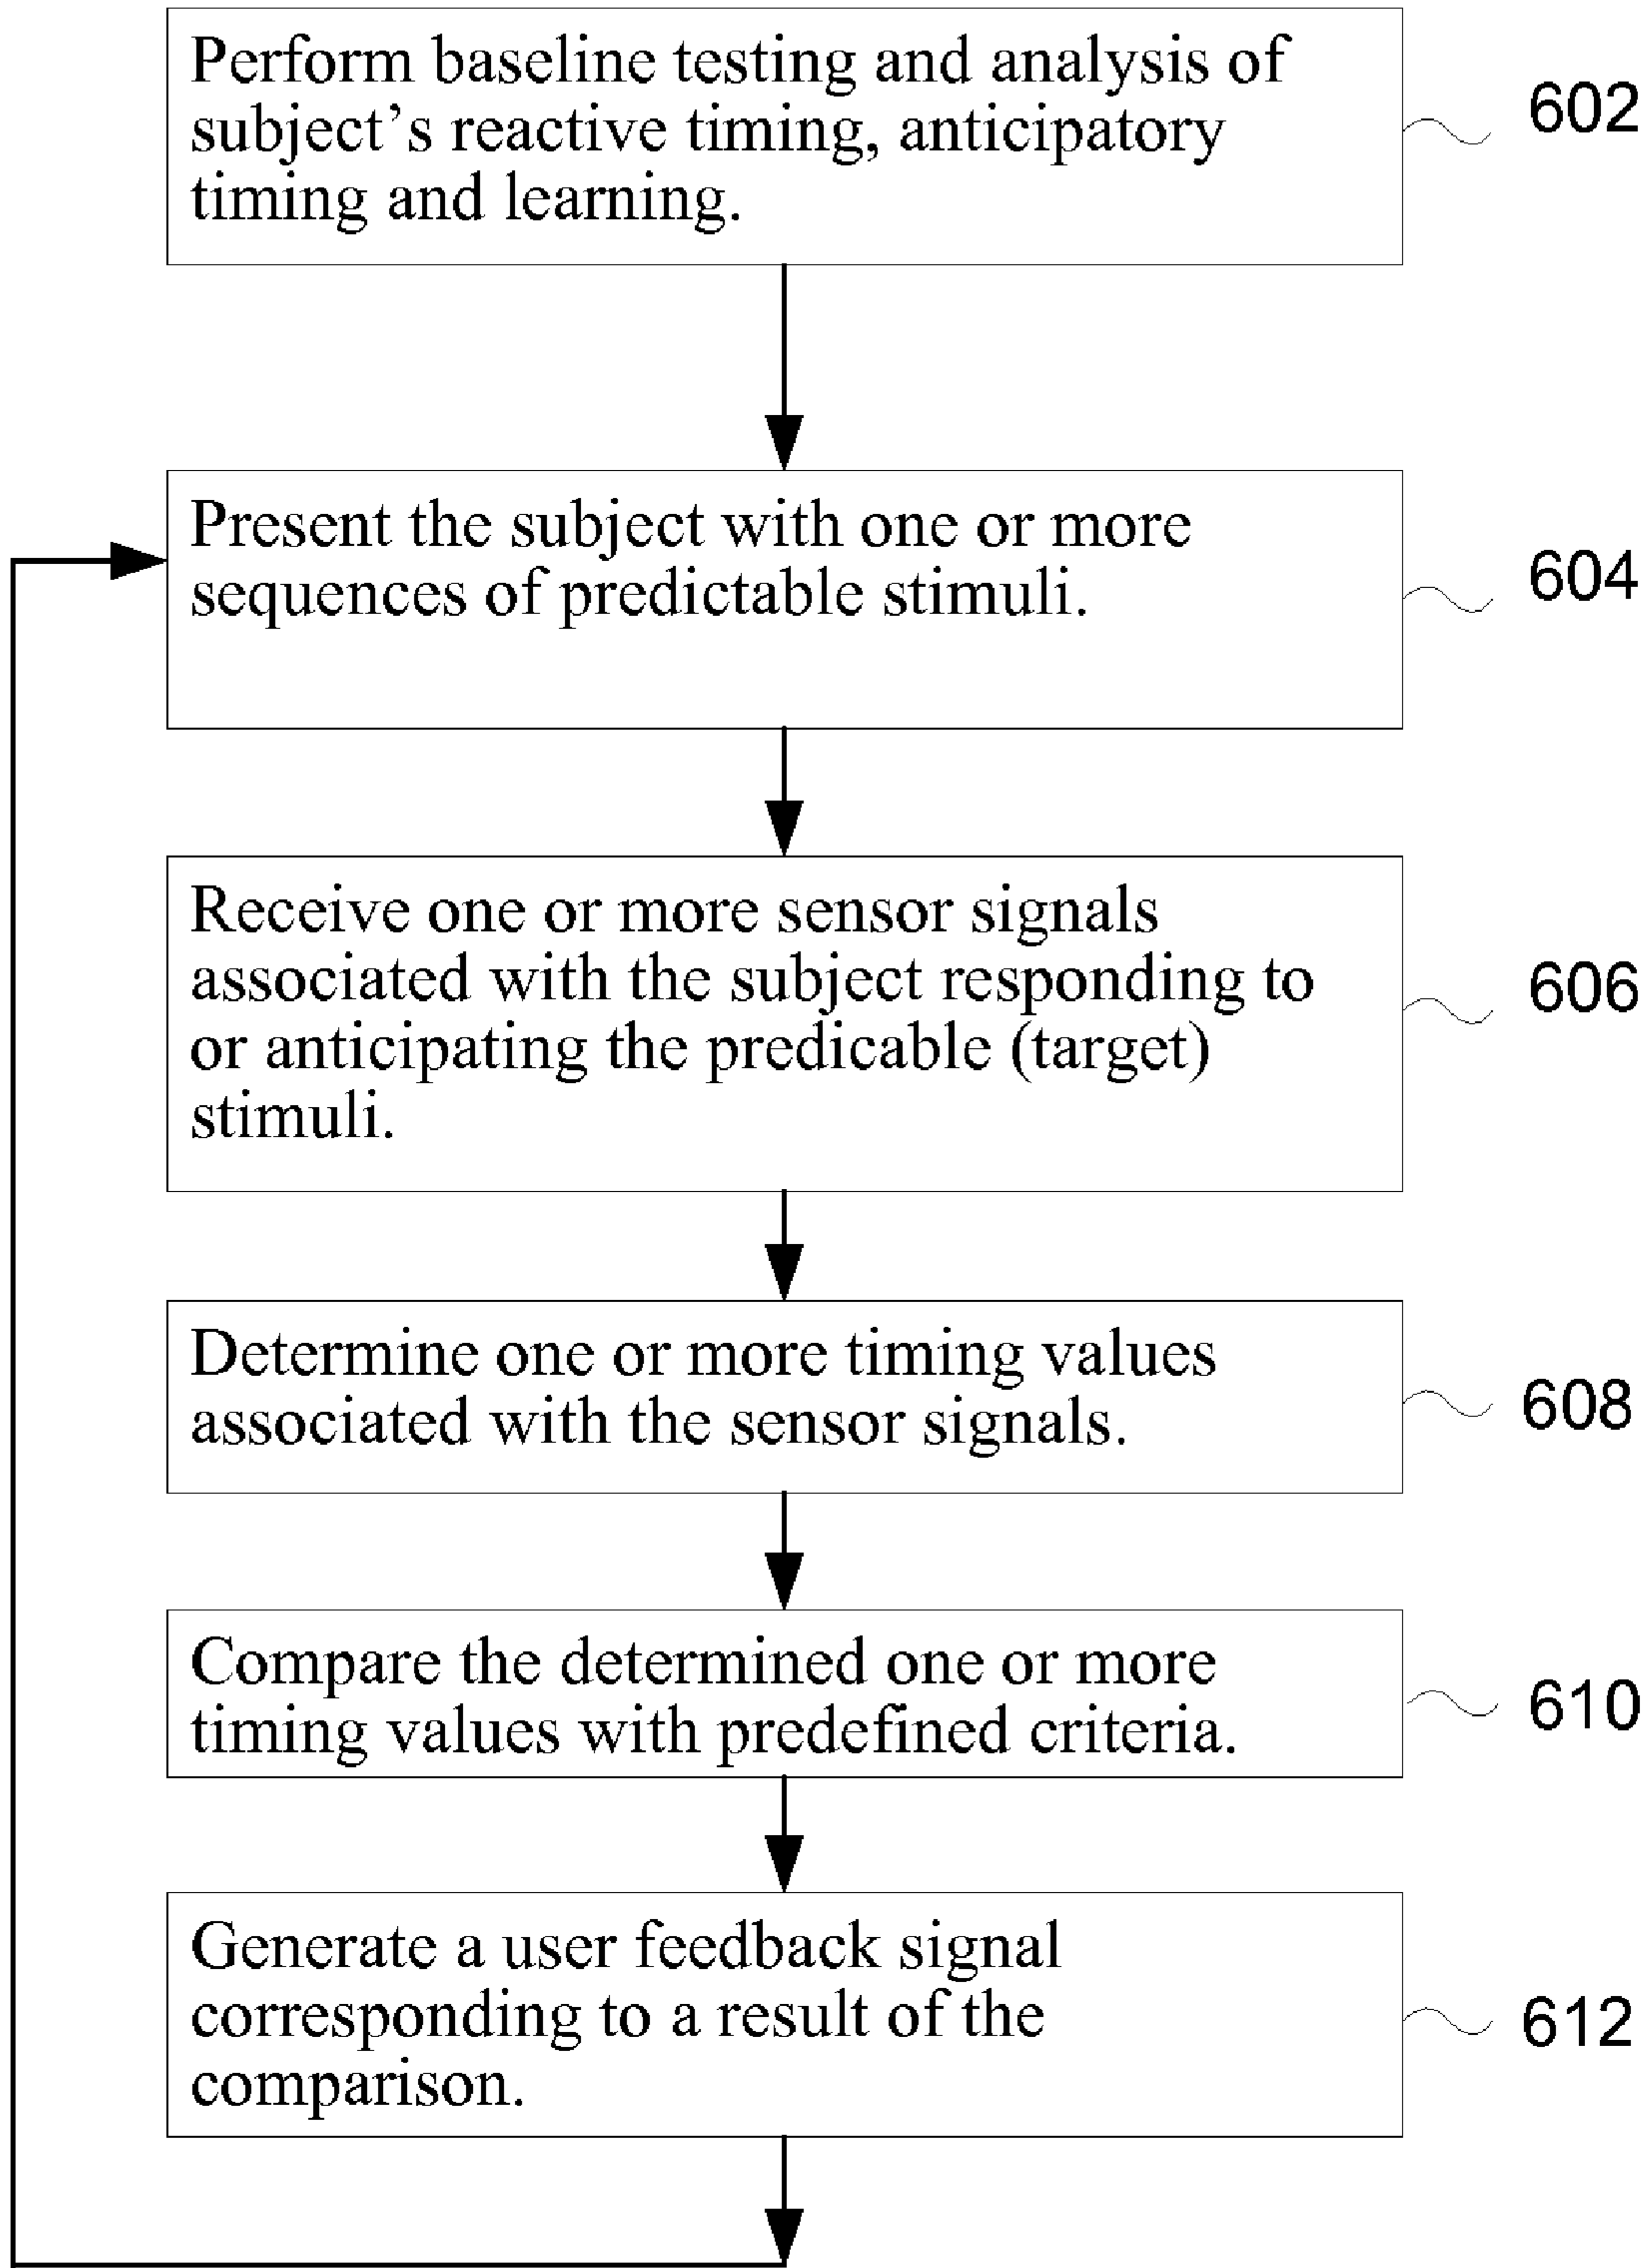 Perform baseline testing and analysis of
subject’s reactive timing, anticipatory
timing and learning.
602
Present the subject with one or more
sequences of predictable stimuli.
604
Receive one or more sensor signals
associated with the subject responding to
or anticipating the predicable (target)
stimuli.
606
Determine one or more timing values
associated with the sensor signals.
608
Compare the determined one or more
timing values with predefined criteria.
610
Generate a user feedback signal
corresponding to a result of the
comparison.
612